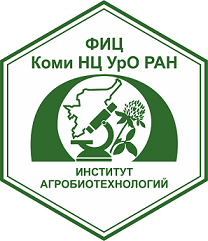 ФИЦ
Коми НЦ УрО РАН
ИНСТИТУТ
АГРОБИОТЕХНОЛОГИЙ